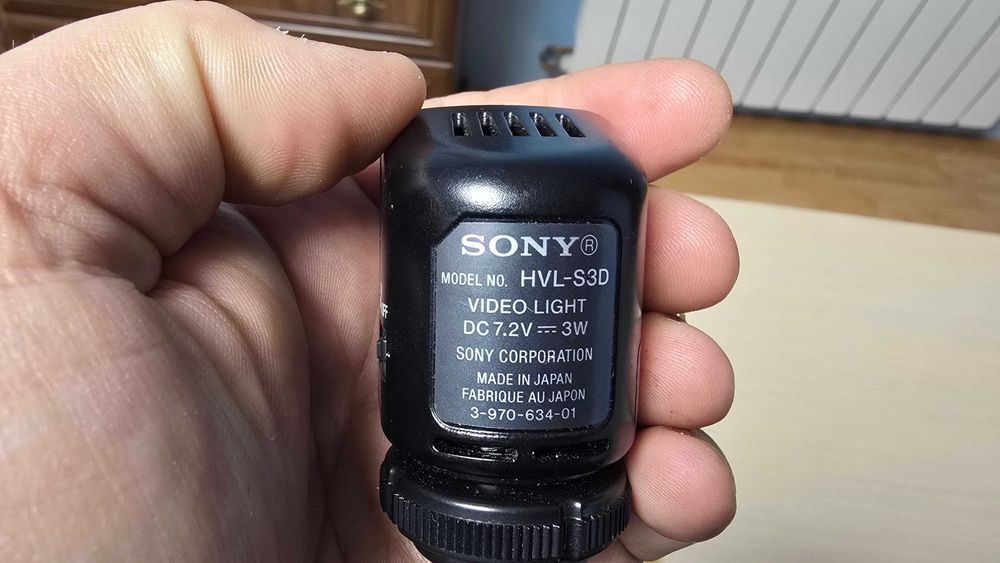 SONY®
MODEL NO. HVL-S3D
VIDEO LIGHT
DC 7.2V ⎓ 3W
SONY CORPORATION
MADE IN JAPAN
FABRIQUE AU JAPON
3-970-634-01